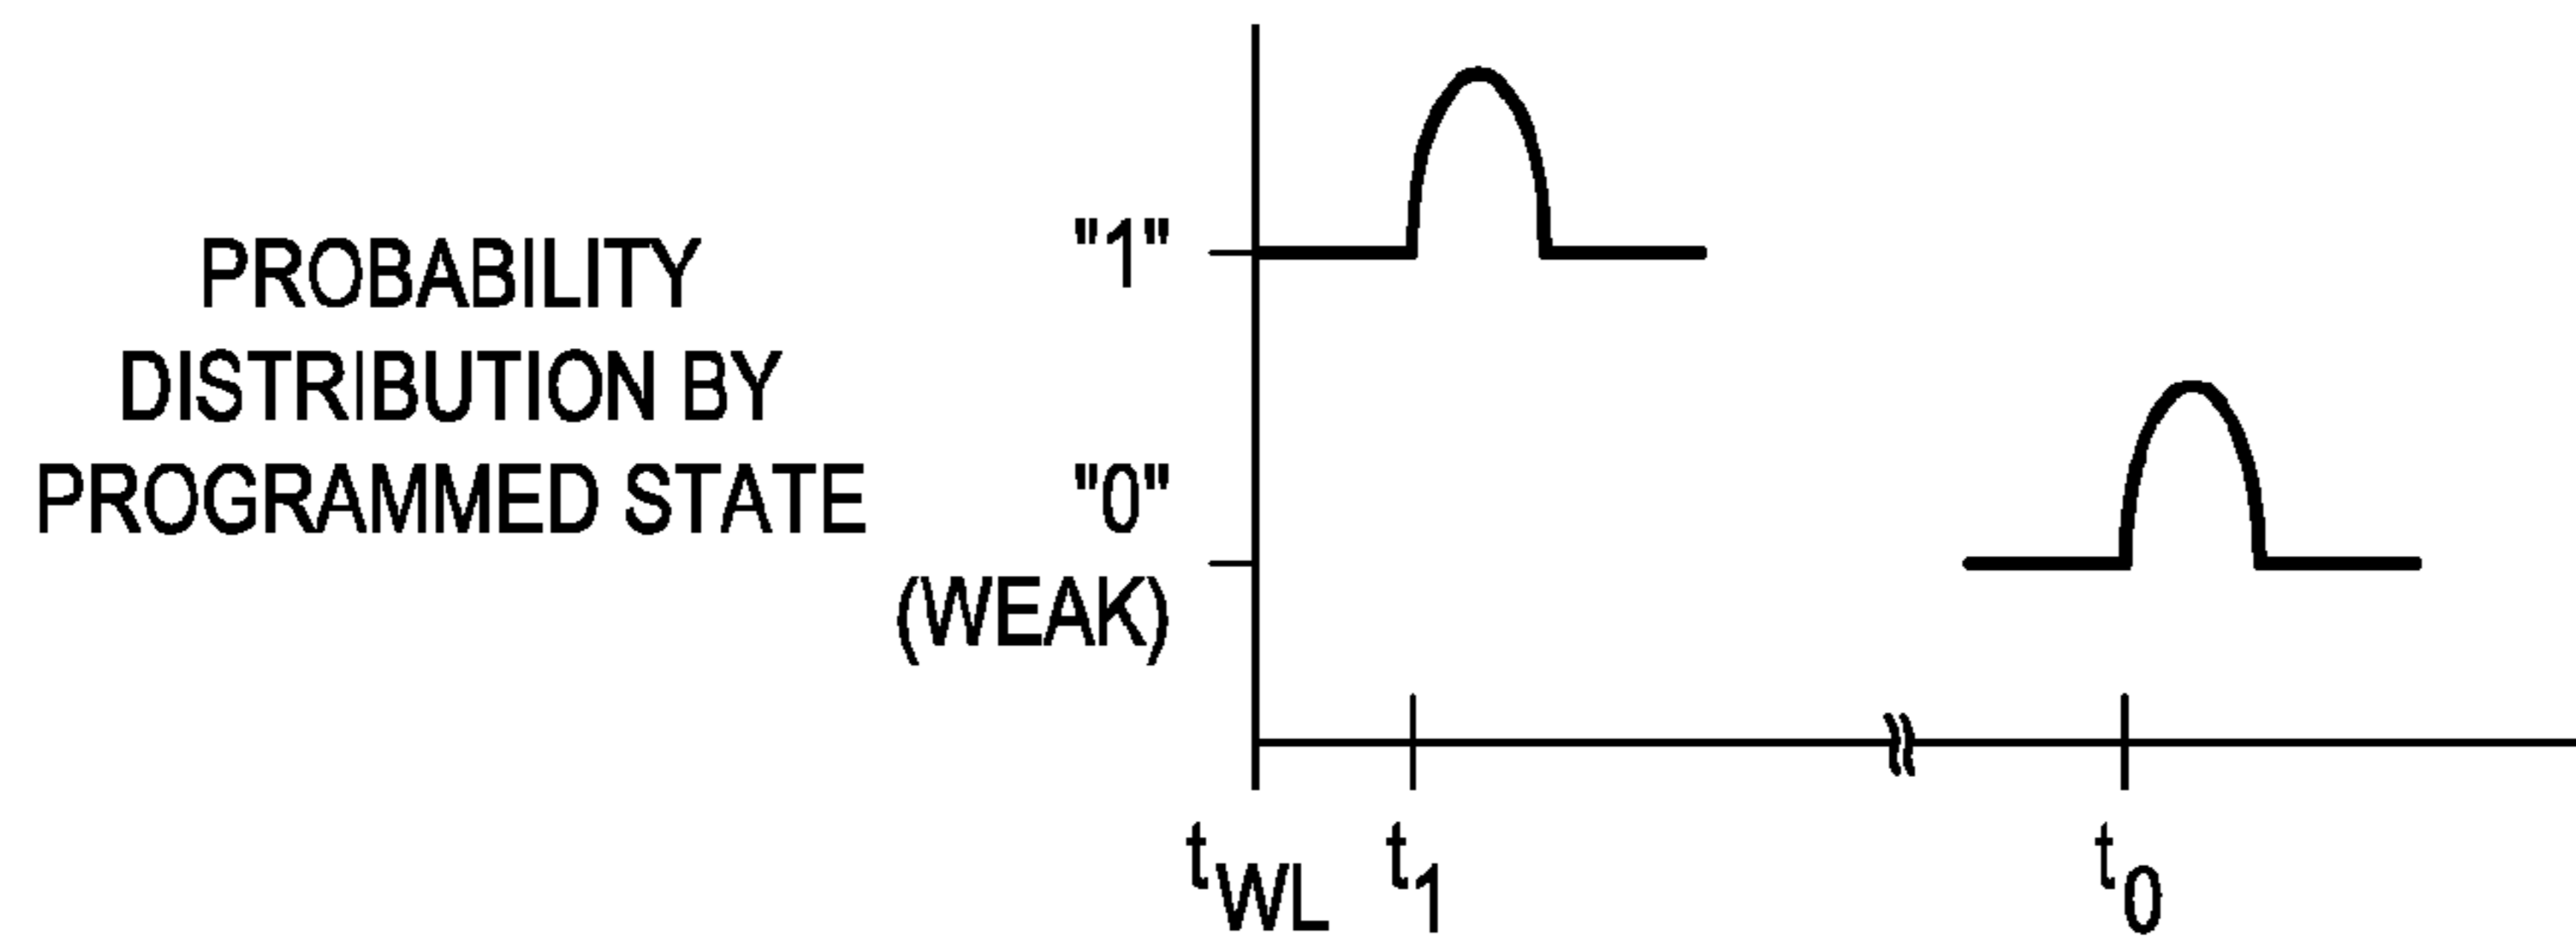 PROBABILITY
DISTRIBUTION BY
PROGRAMMED STATE
"1"
"0"
(WEAK)
tWL t1 t0